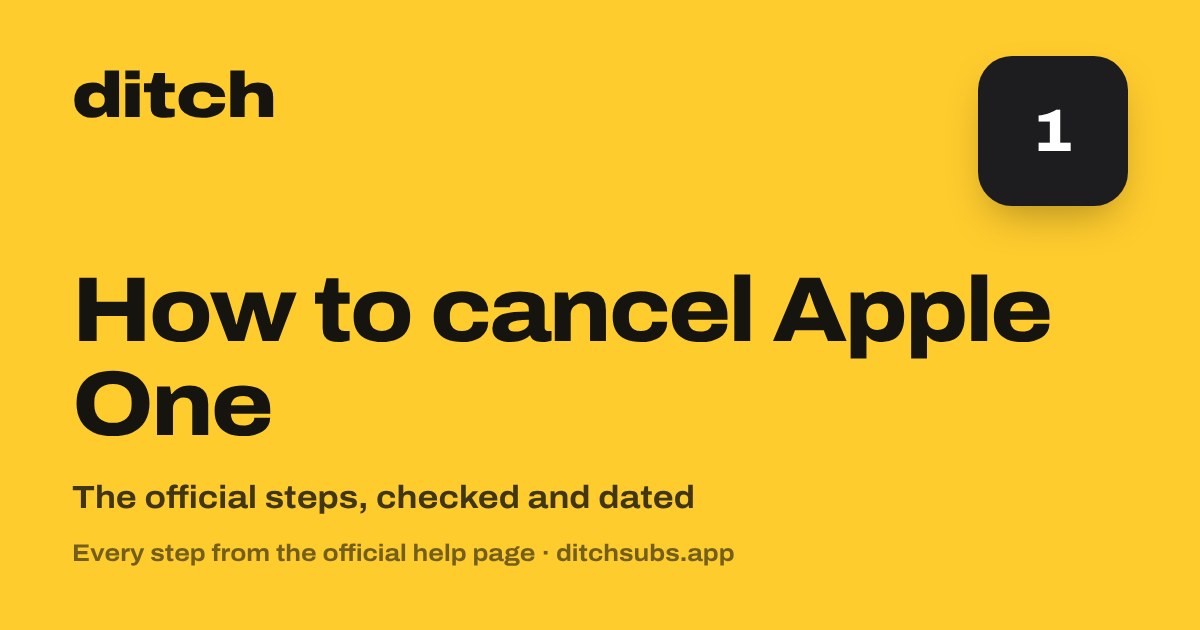 ditch
1
How to cancel Apple
One
The official steps, checked and dated
Every step from the official help page · ditchsubs.app